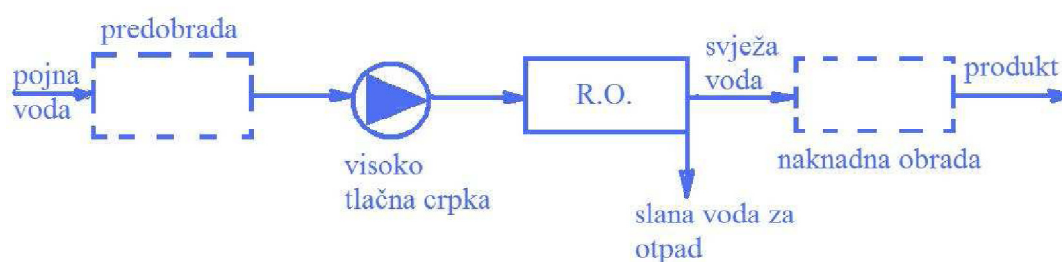 predobrada
pojna
voda
visoko
tlačna crpka
R.O.
svježa
voda
slana voda za
otpad
naknadna obrada
produkt